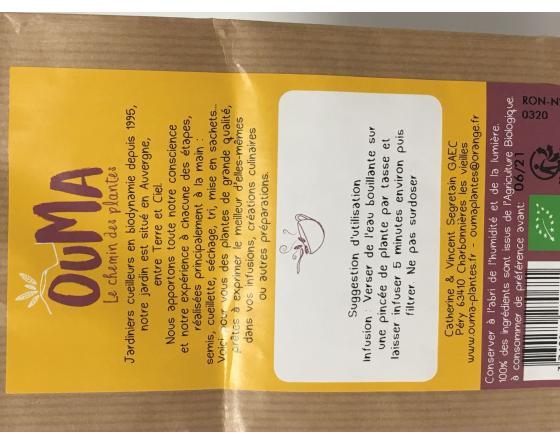 OUMA
Le chemin des plantes
Jardiniers cueilleurs en biodynamie depuis 1995,
notre jardin est situé en Auvergne,
entre Terre et Ciel.
Nous apportons toute notre conscience
et notre expérience à chacune des étapes,
réalisées principalement à la main :
semis, cueillette, séchage, tri, mise en sachets...
Voici pour vous des plantes de grande qualité,
prêtes à exprimer le meilleur d'elles-mêmes
dans vos infusions, créations culinaires
ou autres préparations.
Suggestion d'utilisation
Infusion : Verser de l'eau bouillante sur
une pincée de plante par tasse et
laisser infuser 5 minutes environ puis
filtrer. Ne pas surdoser
Catherine & Vincent Segretain GAEC
Péry 63410 Charbonnières les vieilles
www.ouma-plantes.fr oumaplantes@orange.fr
Conserver à l'abri de l'humidité et de la lumière.
100% des ingrédients sont issus de l'Agriculture Biologique.
à consommer de préférence avant: 06/21
0320